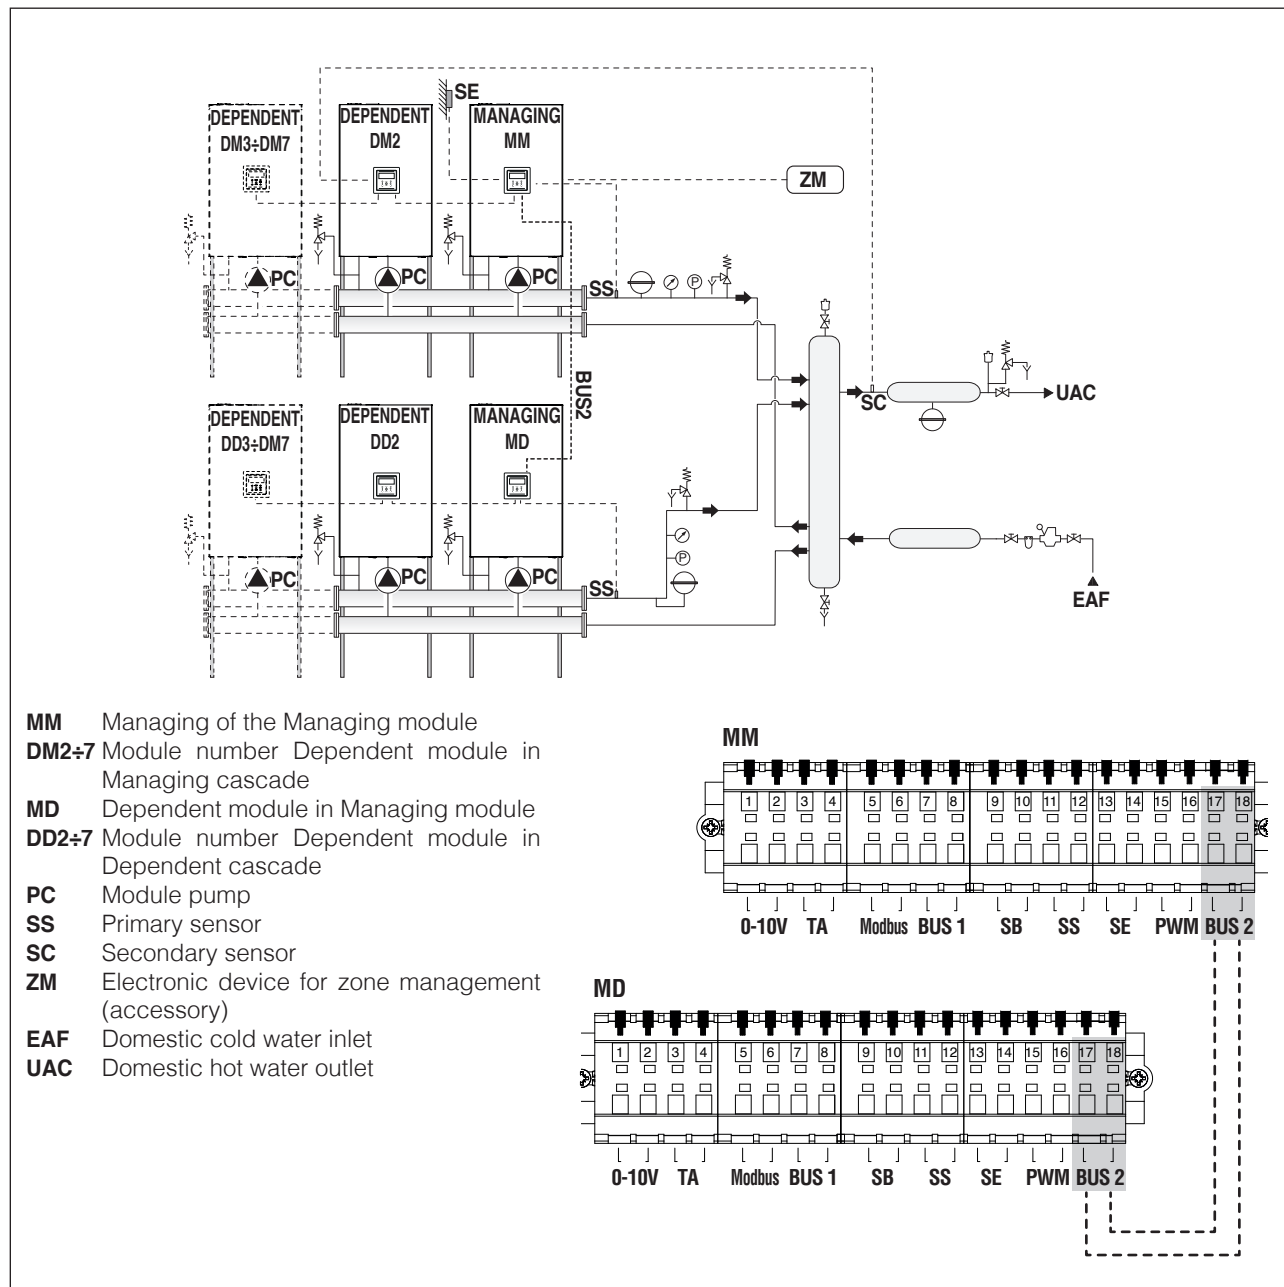 SE
DEPENDENT
DM3÷DM7
DEPENDENT
DM2
MANAGING
MM
ZM
PC
PC
PC
SS
P
BUS2
SC
UAC
DEPENDENT
DD3÷DM7
DEPENDENT
DD2
MANAGING
MD
P
PC
PC
PC
SS
EAF
MM Managing of the Managing module
DM2÷7 Module number Dependent module in
Managing cascade
MD Dependent module in Managing module
DD2÷7 Module number Dependent module in
Dependent cascade
PC Module pump
SS Primary sensor
SC Secondary sensor
ZM Electronic device for zone management
(accessory)
EAF Domestic cold water inlet
UAC Domestic hot water outlet
MM
1 2 3 4 5 6 7 8 9 10 11 12 13 14 15 16 17 18
0-10V TA Modbus BUS 1 SB SS SE PWM BUS 2
MD
1 2 3 4 5 6 7 8 9 10 11 12 13 14 15 16 17 18
0-10V TA Modbus BUS 1 SB SS SE PWM BUS 2